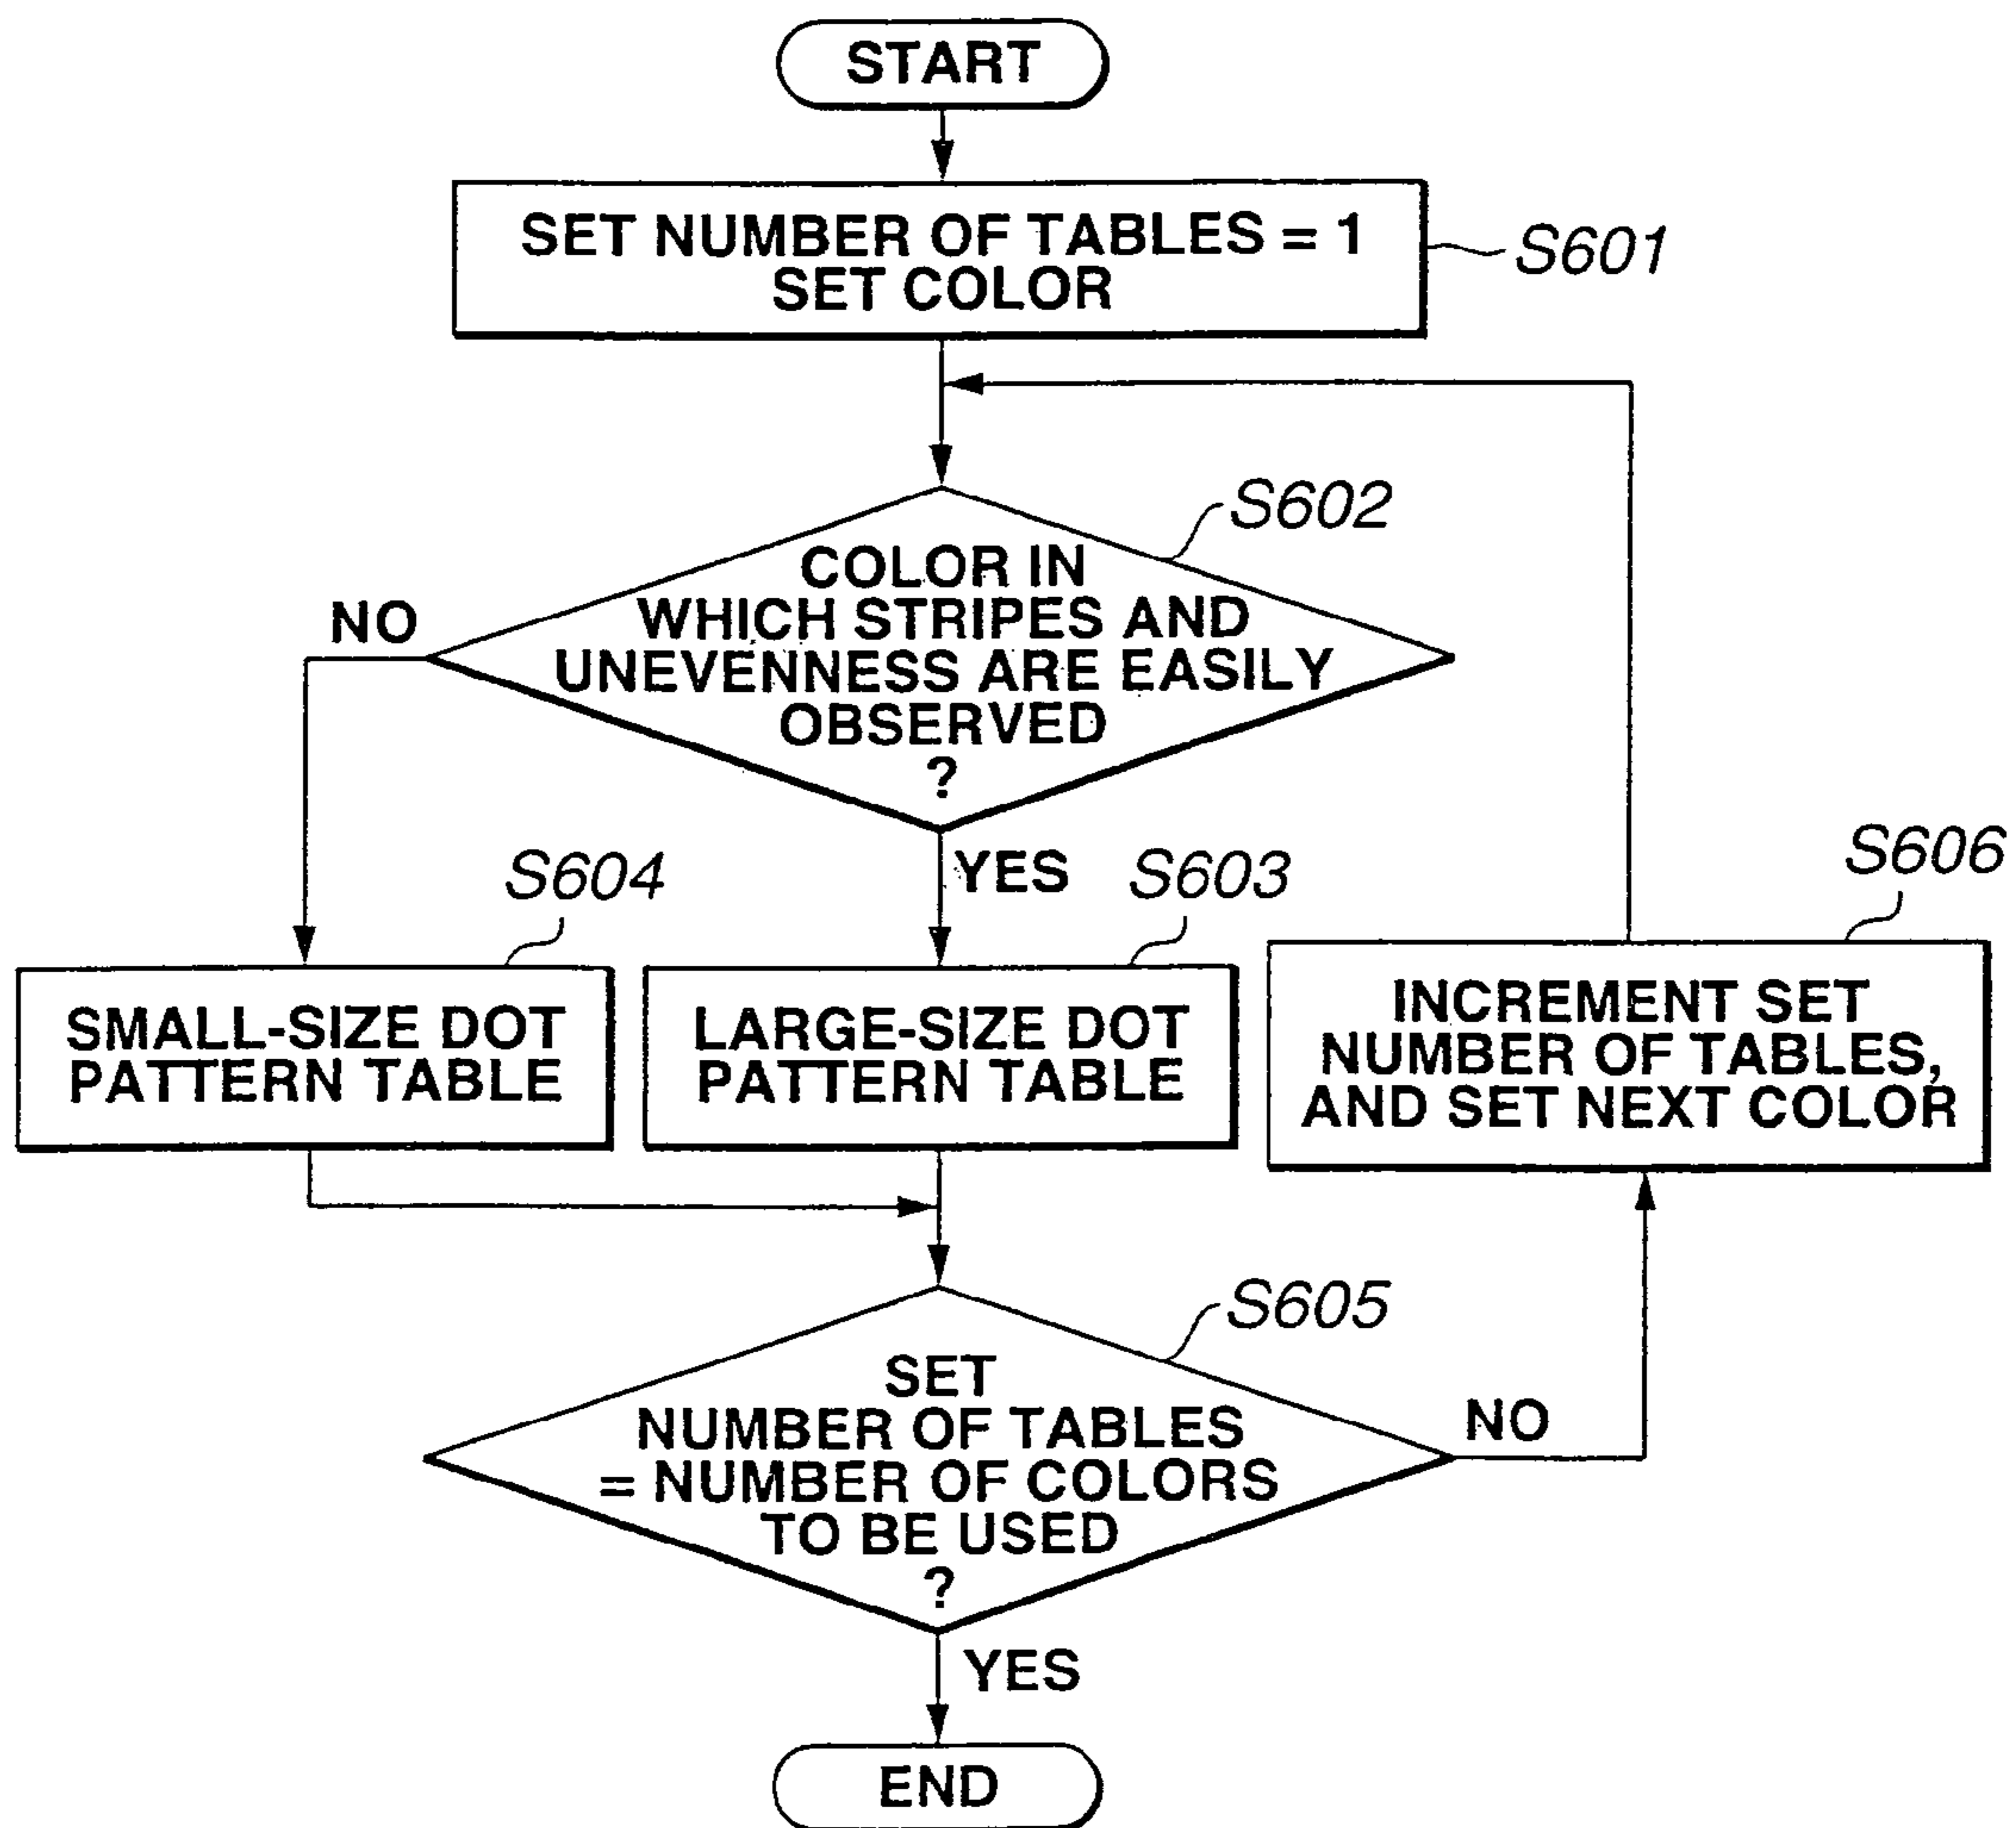 START
SET NUMBER OF TABLES = 1
SET COLOR
S601
S602
COLOR IN
WHICH STRIPES AND
UNEVENNESS ARE EASILY
OBSERVED
?
NO
YES
S604
SMALL-SIZE DOT
PATTERN TABLE
S603
LARGE-SIZE DOT
PATTERN TABLE
S606
INCREMENT SET
NUMBER OF TABLES,
AND SET NEXT COLOR
S605
SET
NUMBER OF TABLES
= NUMBER OF COLORS
TO BE USED
?
NO
YES
END